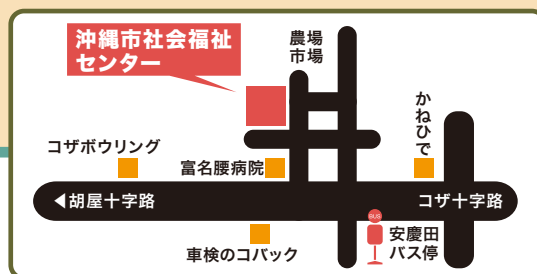 沖縄市社会福祉
センター
農場
市場
かねひで
コザボウリング
富名腰病院
◀胡屋十字路
コザ十字路
BUS
安慶田
バス停
車検のコバック